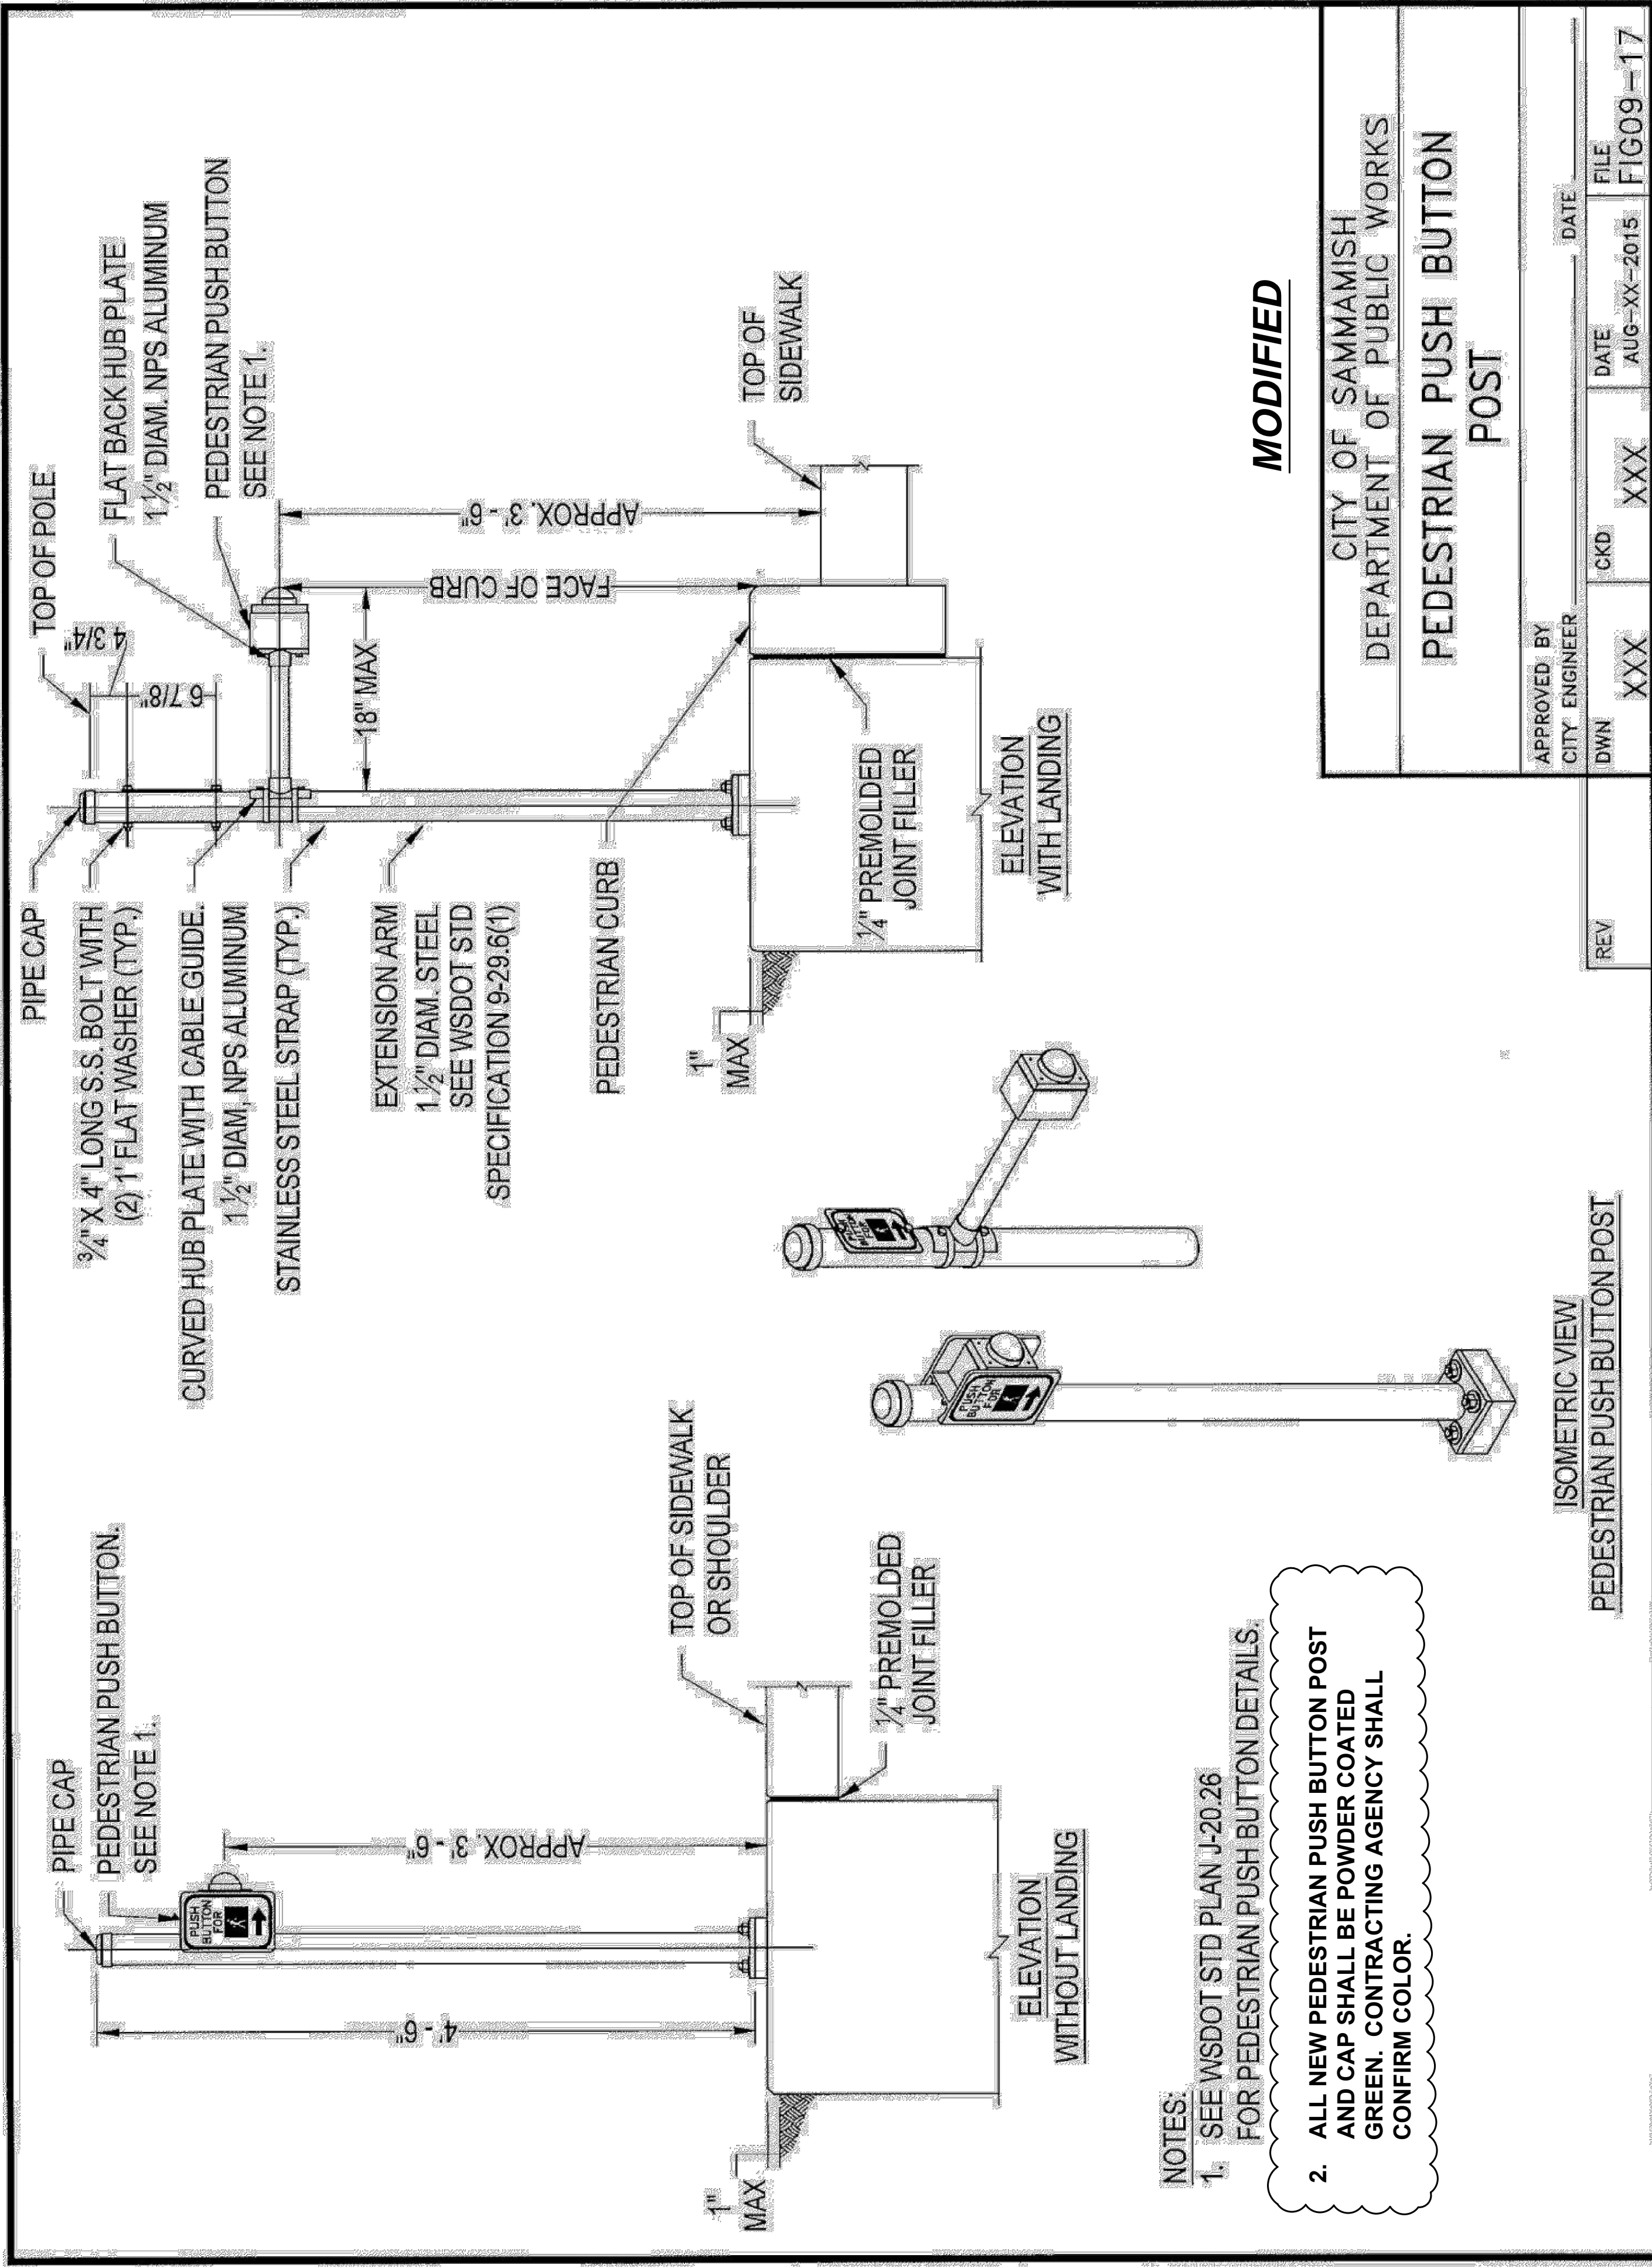 PIPE CAP
PEDESTRIAN PUSH BUTTON.
SEE NOTE 1.
PUSH
BUTTON
FOR
4' - 6"
APPROX. 3' - 6"
TOP OF SIDEWALK
OR SHOULDER
1/4" PREMOLDED
JOINT FILLER
1"
MAX
ELEVATION
WITHOUT LANDING
PIPE CAP
3/4" X 4" LONG S.S. BOLT WITH
(2) 1' FLAT WASHER (TYP.)
CURVED HUB PLATE WITH CABLE GUIDE.
1 1/2" DIAM, NPS ALUMINUM
STAINLESS STEEL STRAP (TYP.)
EXTENSION ARM
1 1/2" DIAM. STEEL
SEE WSDOT STD
SPECIFICATION 9-29.6(1)
PEDESTRIAN CURB
1"
MAX
TOP OF POLE
4 3/4"
6 7/8"
FLAT BACK HUB PLATE
1 1/2" DIAM. NPS ALUMINUM
PEDESTRIAN PUSH BUTTON
SEE NOTE 1.
18" MAX
FACE OF CURB
APPROX. 3' - 6"
TOP OF
SIDEWALK
1/4" PREMOLDED
JOINT FILLER
ELEVATION
WITH LANDING
PUSH
BUTTON
FOR
PUSH
BUTTON
FOR
ISOMETRIC VIEW
PEDESTRIAN PUSH BUTTON POST
NOTES:
1. SEE WSDOT STD PLAN J-20.26
FOR PEDESTRIAN PUSH BUTTON DETAILS.
2. ALL NEW PEDESTRIAN PUSH BUTTON POST
AND CAP SHALL BE POWDER COATED
GREEN. CONTRACTING AGENCY SHALL
CONFIRM COLOR.
MODIFIED
CITY OF SAMMAMISH
DEPARTMENT OF PUBLIC WORKS
PEDESTRIAN PUSH BUTTON
POST
APPROVED BY
CITY ENGINEER DATE
REV
DWN XXX
CKD XXX
DATE AUG-XX-2015
FILE FIG09-17